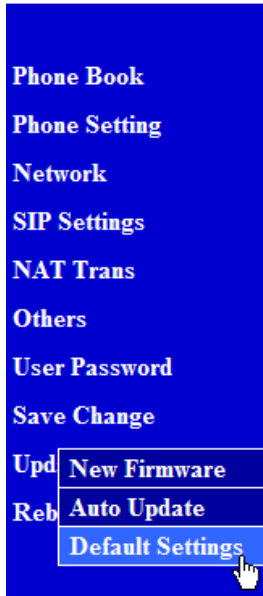 Phone Book
Phone Setting
Network
SIP Settings
NAT Trans
Others
User Password
Save Change
Upd
New Firmware
Reb
Auto Update
Default Settings